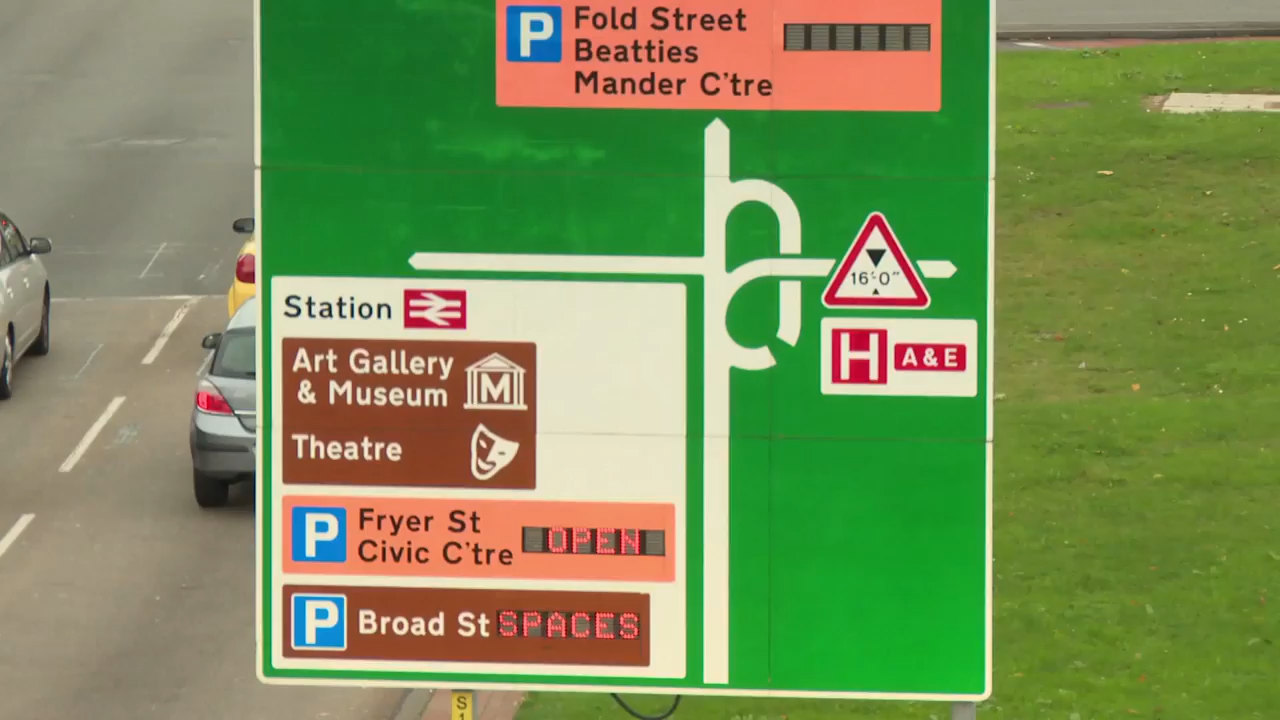 P Fold Street
Beatties
Mander C'tre
16'-0"
H A & E
Station
Art Gallery
& Museum
M
Theatre
P Fryer St
Civic C'tre OPEN
P Broad St SPACES
S
1